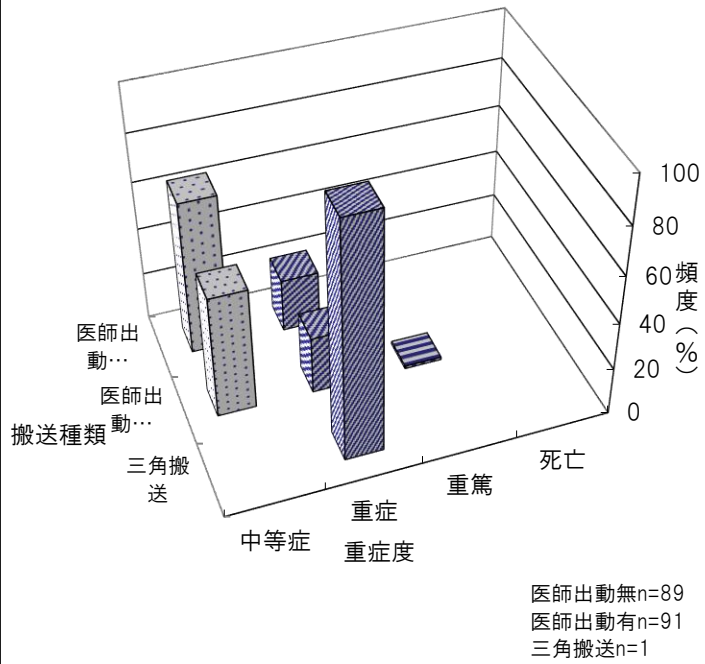 100
80
60
40
20
0
頻度（％）
医師出
動…
医師出
動…
三角搬
送
搬送種類
中等症
重症
重篤
死亡
重症度
医師出動無n=89
医師出動有n=91
三角搬送n=1